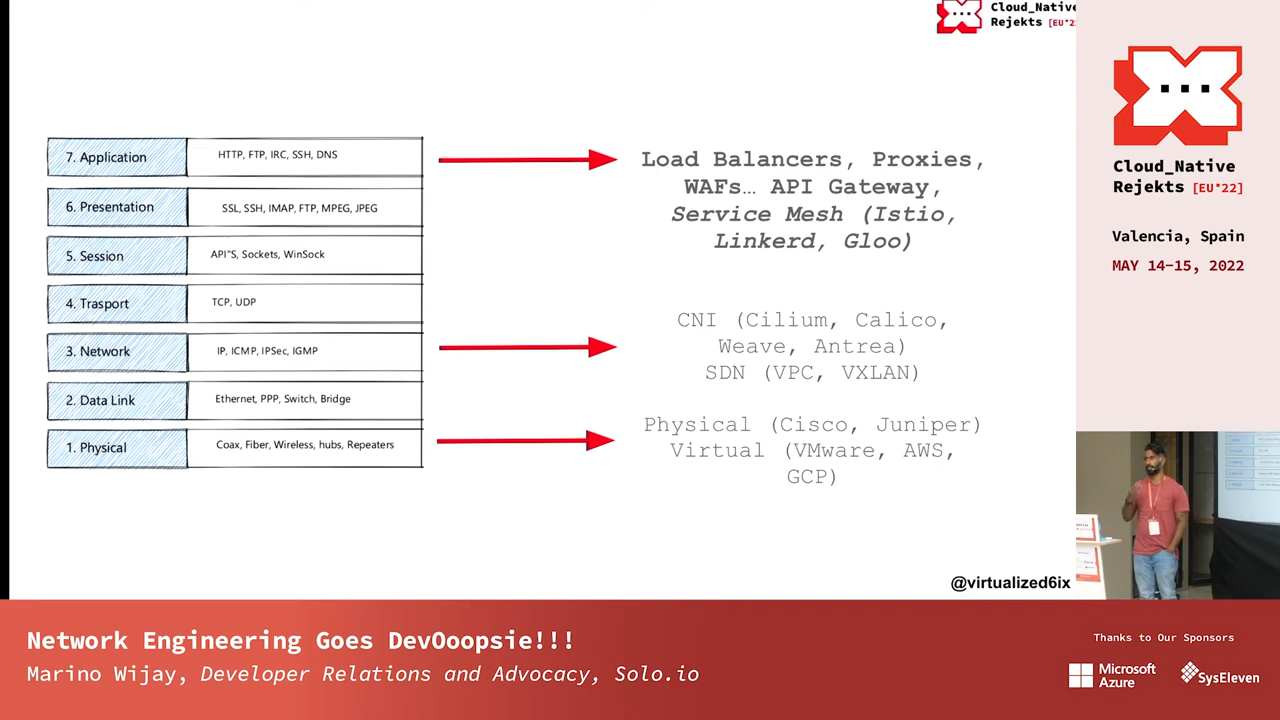 Cloud_Native
Rejekts [EU*2
7. Application
HTTP, FTP, IRC, SSH, DNS
6. Presentation
SSL, SSH, IMAP, FTP, MPEG, JPEG
5. Session
API"S, Sockets, WinSock
4. Trasport
TCP, UDP
3. Network
IP, ICMP, IPSec, IGMP
2. Data Link
Ethernet, PPP, Switch, Bridge
1. Physical
Coax, Fiber, Wireless, hubs, Repeaters
Load Balancers, Proxies,
WAFs… API Gateway,
Service Mesh (Istio,
Linkerd, Gloo)
CNI (Cilium, Calico,
Weave, Antrea)
SDN (VPC, VXLAN)
Physical (Cisco, Juniper)
Virtual (VMware, AWS,
GCP)
@virtualized6ix
Cloud_Native
Rejekts [EU*22]
Valencia, Spain
MAY 14-15, 2022
Network Engineering Goes DevOoopsie!!!
Marino Wijay, Developer Relations and Advocacy, Solo.io
Thanks to Our Sponsors
Microsoft
Azure
SysEleven